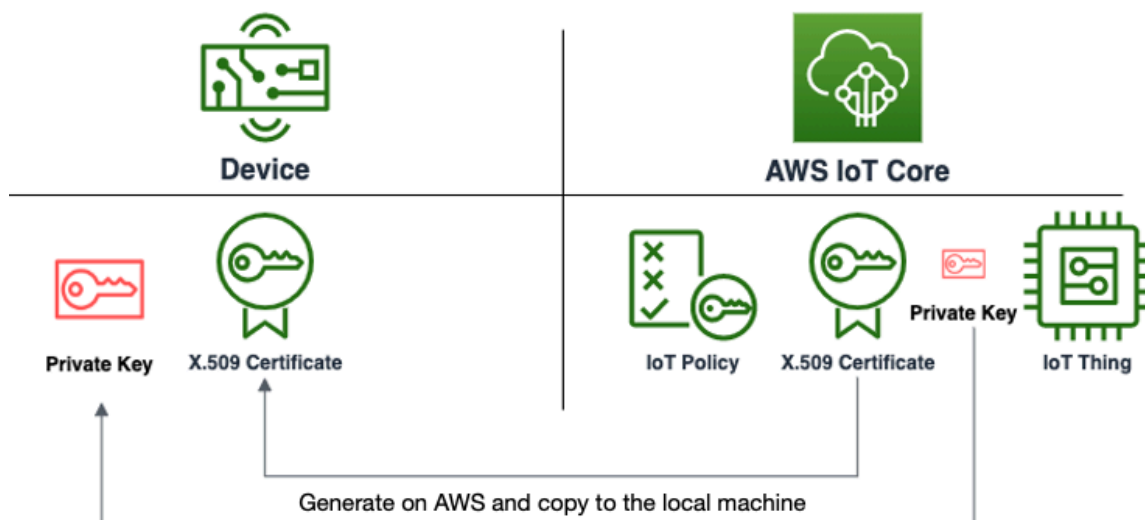 Device
AWS IoT Core
Private Key
X.509 Certificate
IoT Policy
X.509 Certificate
Private Key
IoT Thing
Generate on AWS and copy to the local machine